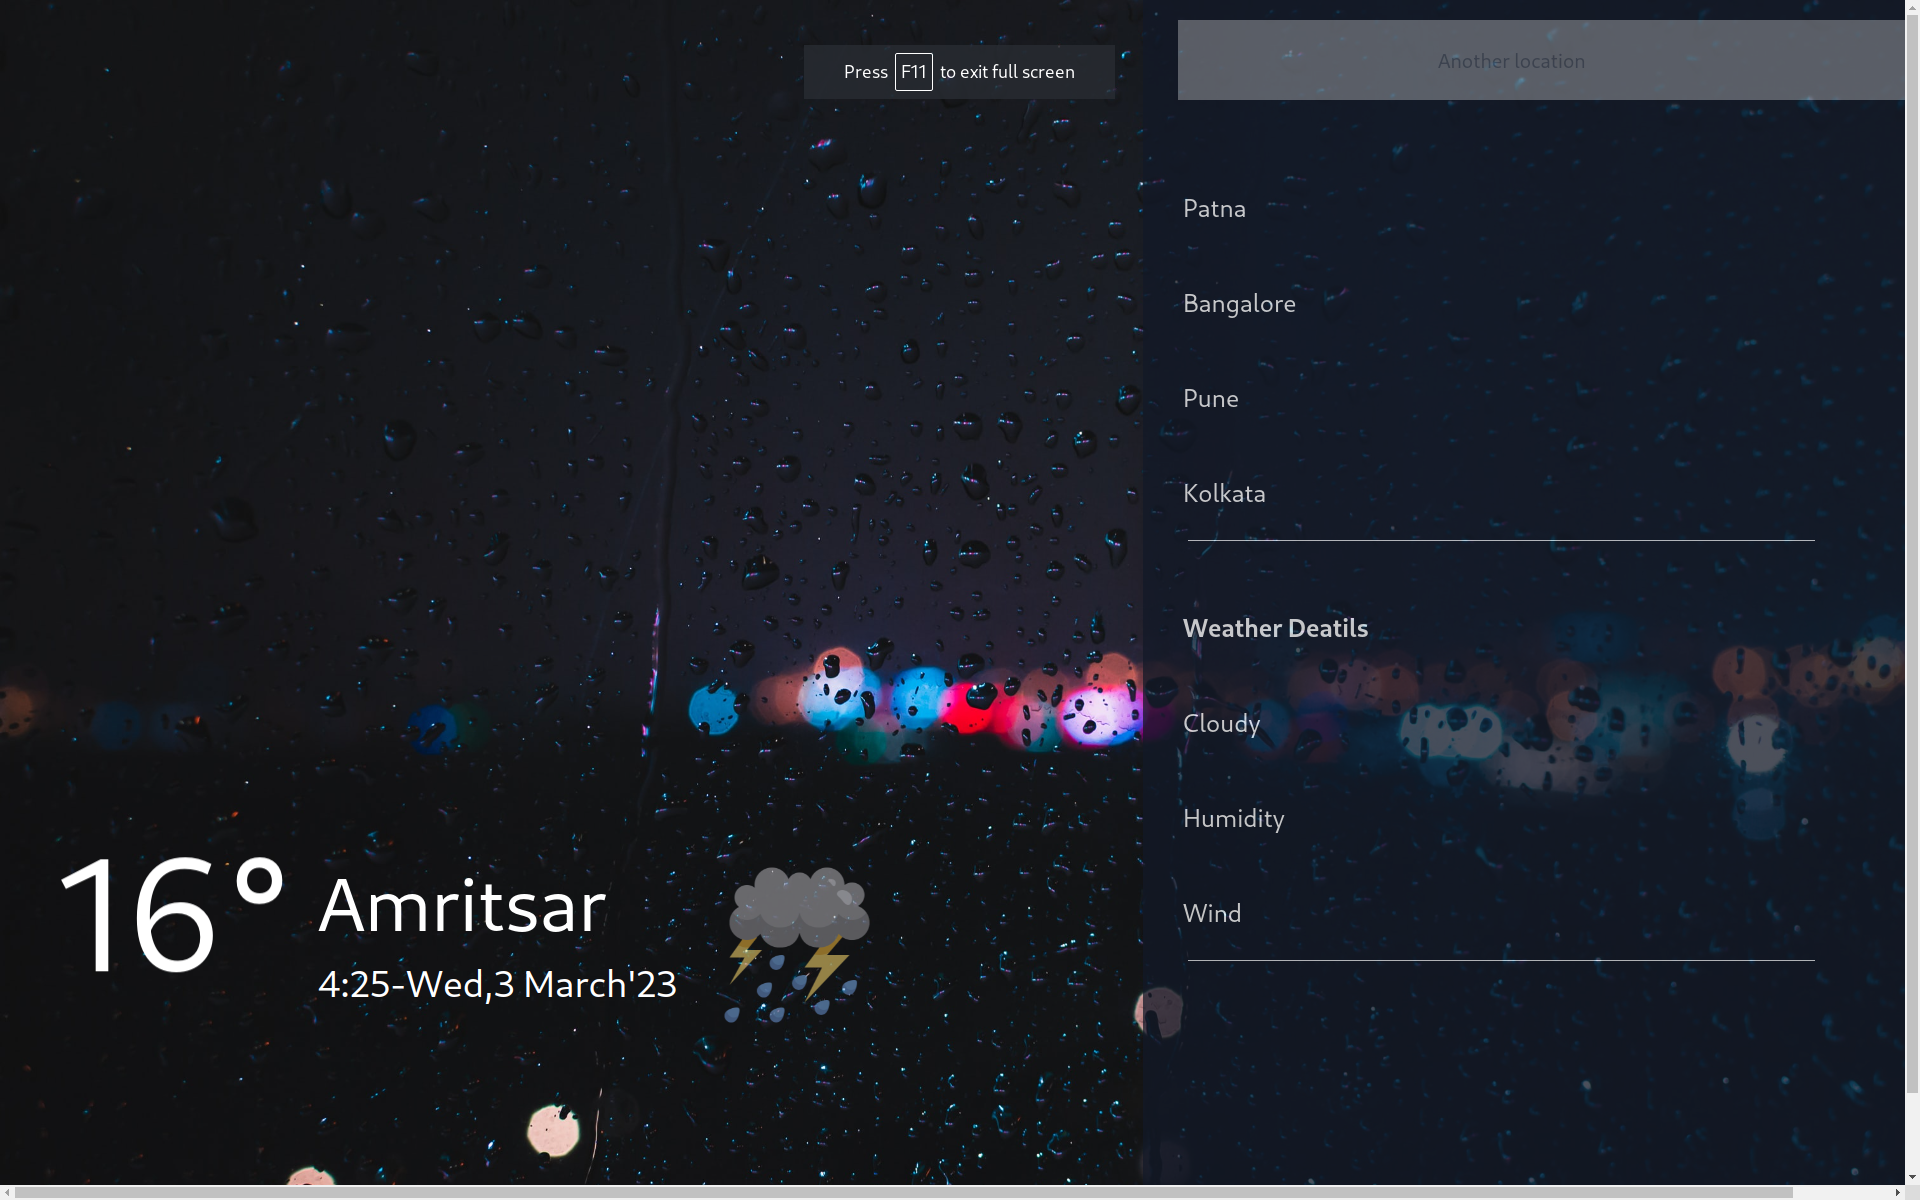 Press F11 to exit full screen
Another location
Patna
Bangalore
Pune
Kolkata
Weather Deatils
Cloudy
Humidity
Wind
16°
Amritsar
4:25-Wed,3 March'23